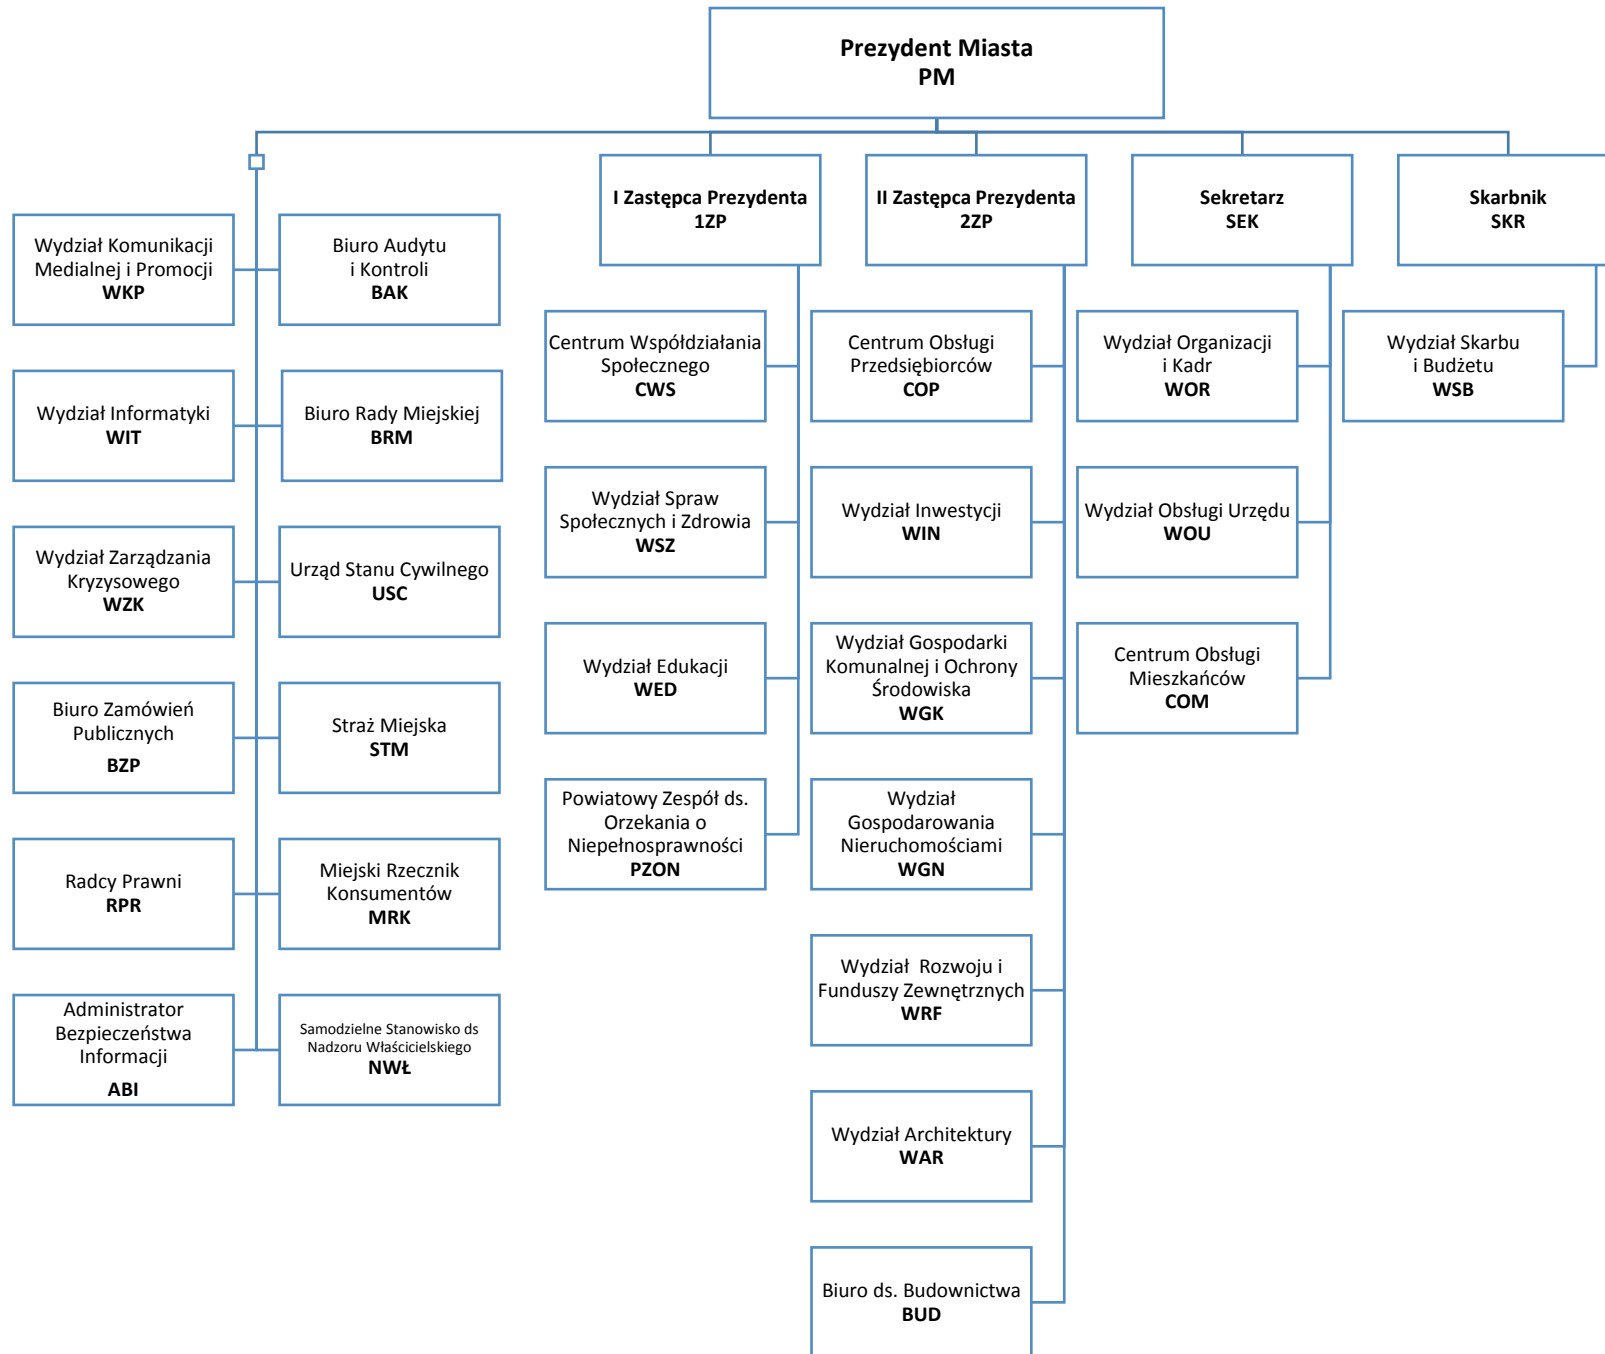 Prezydent Miasta
PM
I Zastępca Prezydenta
1ZP
II Zastępca Prezydenta
2ZP
Sekretarz
SEK
Skarbnik
SKR
Wydział Komunikacji
Medialnej i Promocji
WKP
Biuro Audytu
i Kontroli
BAK
Wydział Informatyki
WIT
Biuro Rady Miejskiej
BRM
Wydział Zarządzania
Kryzysowego
WZK
Urząd Stanu Cywilnego
USC
Biuro Zamówień
Publicznych
BZP
Straż Miejska
STM
Radcy Prawni
RPR
Miejski Rzecznik
Konsumentów
MRK
Administrator
Bezpieczeństwa
Informacji
ABI
Samodzielne Stanowisko ds
Nadzoru Właścicielskiego
NWŁ
Centrum Współdziałania
Społecznego
CWS
Wydział Spraw
Społecznych i Zdrowia
WSZ
Wydział Edukacji
WED
Powiatowy Zespół ds.
Orzekania o
Niepełnosprawności
PZON
Centrum Obsługi
Przedsiębiorców
COP
Wydział Inwestycji
WIN
Wydział Gospodarki
Komunalnej i Ochrony
Środowiska
WGK
Wydział
Gospodarowania
Nieruchomościami
WGN
Wydział Rozwoju i
Funduszy Zewnętrznych
WRF
Wydział Architektury
WAR
Biuro ds. Budownictwa
BUD
Wydział Organizacji
i Kadr
WOR
Wydział Obsługi Urzędu
WOU
Centrum Obsługi
Mieszkańców
COM
Wydział Skarbu
i Budżetu
WSB